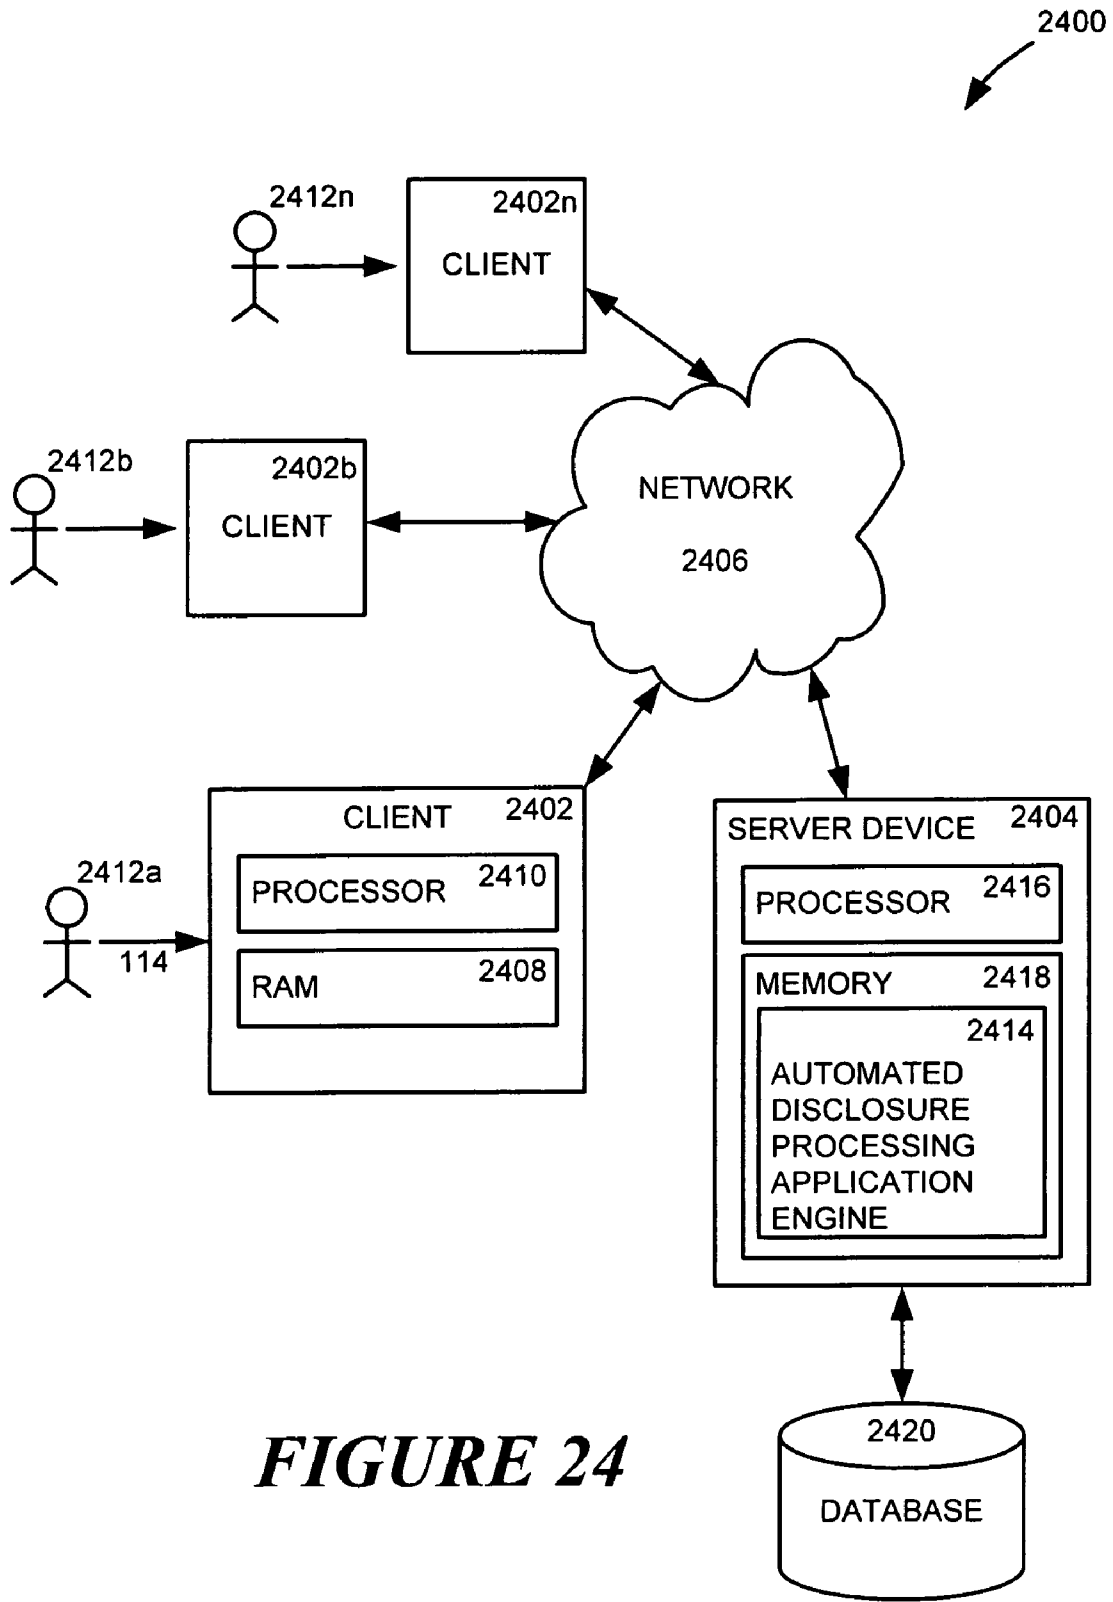 2400
2412n
2402n
CLIENT
2412b
2402b
CLIENT
NETWORK
2406
CLIENT 2402
2412a
114
PROCESSOR 2410
RAM 2408
SERVER DEVICE 2404
PROCESSOR 2416
MEMORY 2418
2414
AUTOMATED
DISCLOSURE
PROCESSING
APPLICATION
ENGINE
2420
DATABASE
FIGURE 24